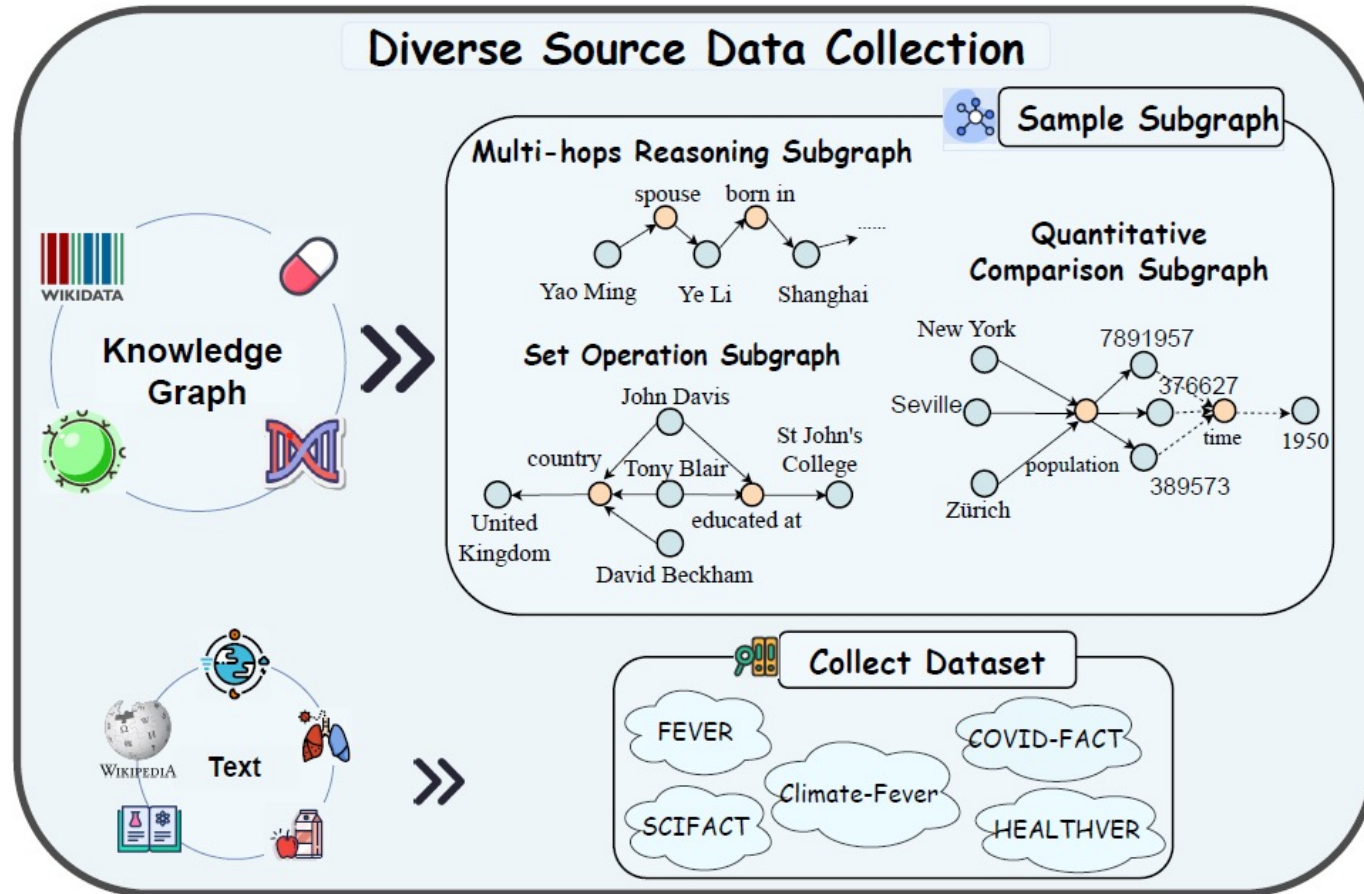 Diverse Source Data Collection
Sample Subgraph
Multi-hops Reasoning Subgraph
spouse
born in
......
Yao Ming
Ye Li
Shanghai
Quantitative
Comparison Subgraph
New York
Seville
Zürich
population
7891957
376627
389573
time
1950
Set Operation Subgraph
John Davis
country
Tony Blair
St John's
College
United
Kingdom
educated at
David Beckham
WIKIDATA
Knowledge
Graph
Collect Dataset
FEVER
COVID-FACT
Climate-Fever
SCIFACT
HEALTHVER
WIKIPEDIA
Text